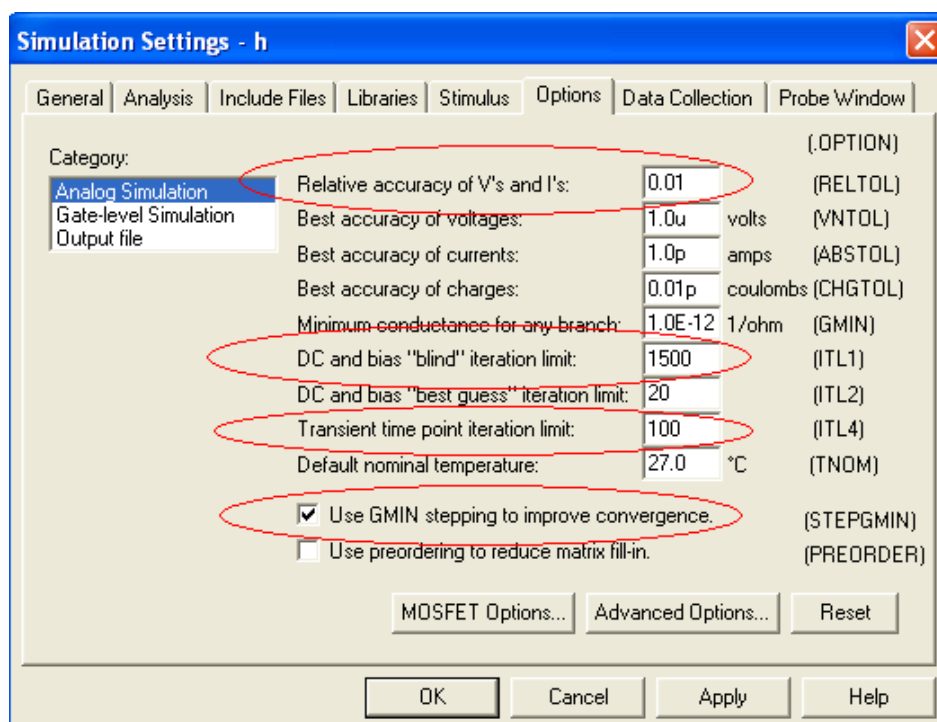 Simulation Settings - h
General Analysis Include Files Libraries Stimulus Options Data Collection Probe Window
(.OPTION)
Category:
Analog Simulation
Gate-level Simulation
Output file
Relative accuracy of V's and I's: 0.01 (RELTOL)
Best accuracy of voltages: 1.0u volts (VNTOL)
Best accuracy of currents: 1.0p amps (ABSTOL)
Best accuracy of charges: 0.01p coulombs (CHGTOL)
Minimum conductance for any branch: 1.0E-12 1/ohm (GMIN)
DC and bias "blind" iteration limit: 1500 (ITL1)
DC and bias "best guess" iteration limit: 20 (ITL2)
Transient time point iteration limit: 100 (ITL4)
Default nominal temperature: 27.0 °C (TNOM)
Use GMIN stepping to improve convergence. (STEPGMIN)
Use preordering to reduce matrix fill-in. (PREORDER)
MOSFET Options... Advanced Options... Reset
OK Cancel Apply Help